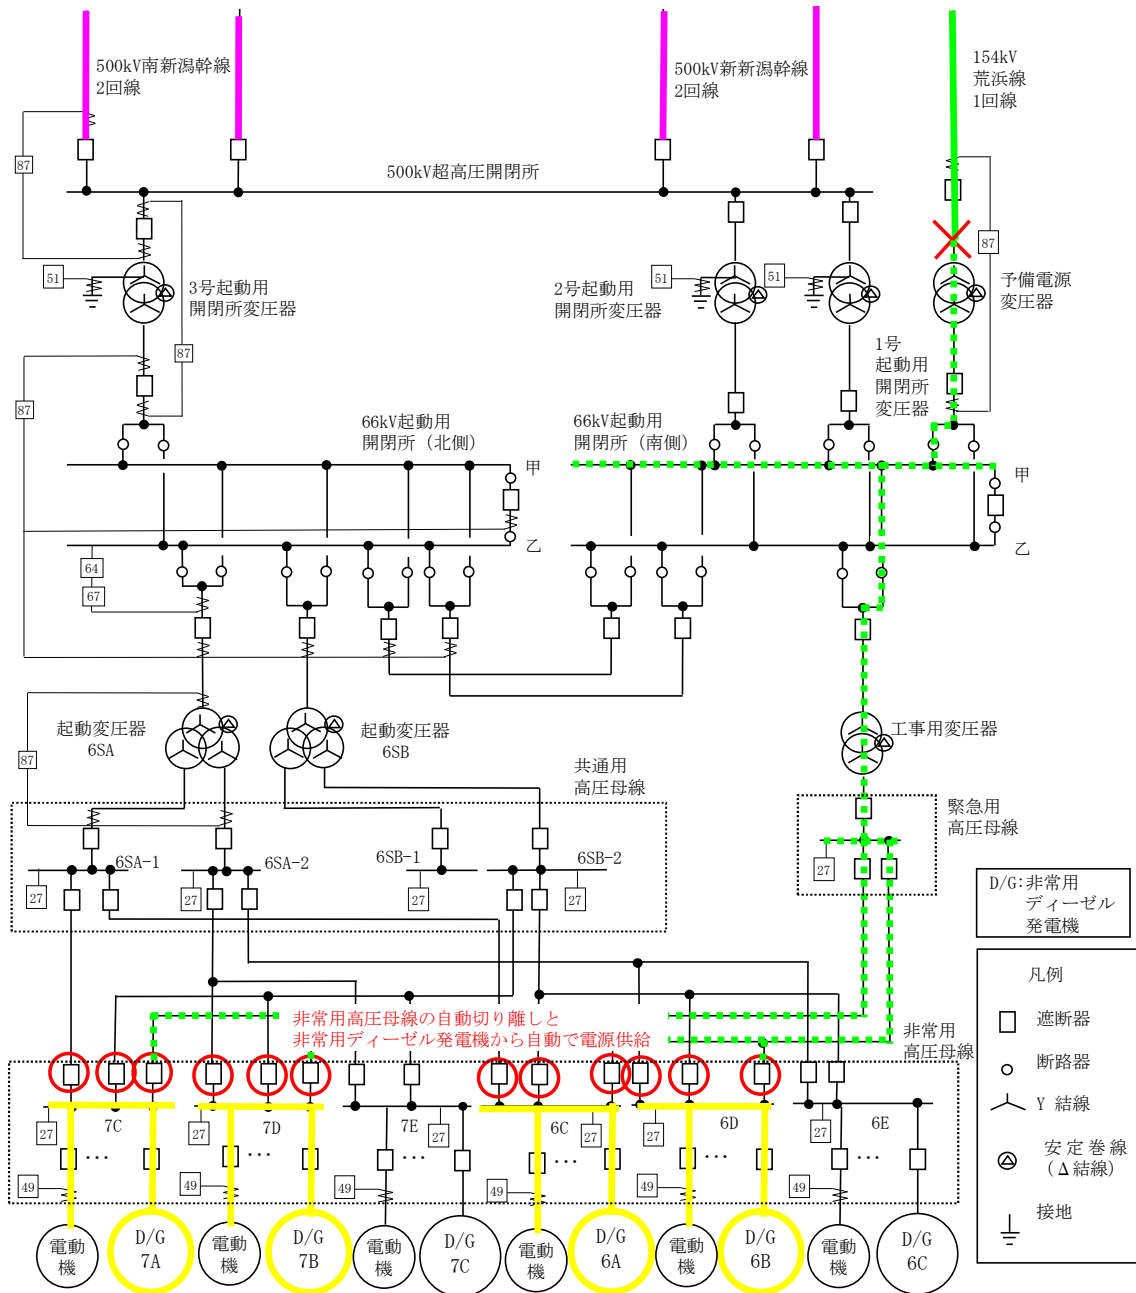 500kV南新潟幹線
2回線
500kV新新潟幹線
2回線
154kV
荒浜線
1回線
87
500kV超高圧開閉所
87
51
3号起動用
開閉所変圧器
51
2号起動用
開閉所変圧器
51
予備電源
変圧器
87
1号
起動用
開閉所
変圧器
87
66kV起動用
開閉所（北側）
66kV起動用
開閉所（南側）
甲
甲
乙
乙
64
67
起動変圧器
6SA
起動変圧器
6SB
工事用変圧器
87
共通用
高圧母線
緊急用
高圧母線
6SA-1
6SA-2
6SB-1
6SB-2
27
27
27
27
27
D/G:非常用
ディーゼル
発電機
凡例
遮断器
断路器
Y 結線
安定巻線
(Δ結線)
接地
非常用高圧母線の自動切り離しと
非常用ディーゼル発電機から自動で電源供給
非常用
高圧母線
7C
7D
7E
6C
6D
6E
27
27
27
27
27
27
…
…
…
…
…
…
49
49
49
49
49
電動
機
D/G
7A
電動
機
D/G
7B
電動
機
D/G
7C
電動
機
D/G
6A
電動
機
D/G
6B
電動
機
D/G
6C